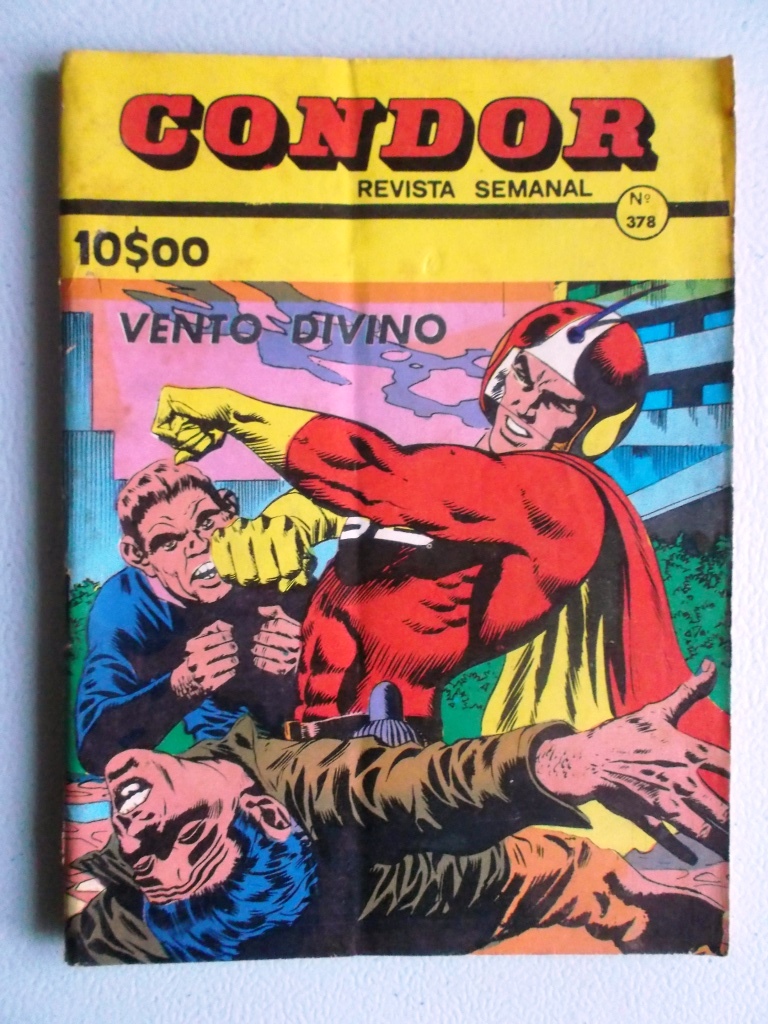 CONDOR
REVISTA SEMANAL
Nº
378
10$00
VENTO DIVINO